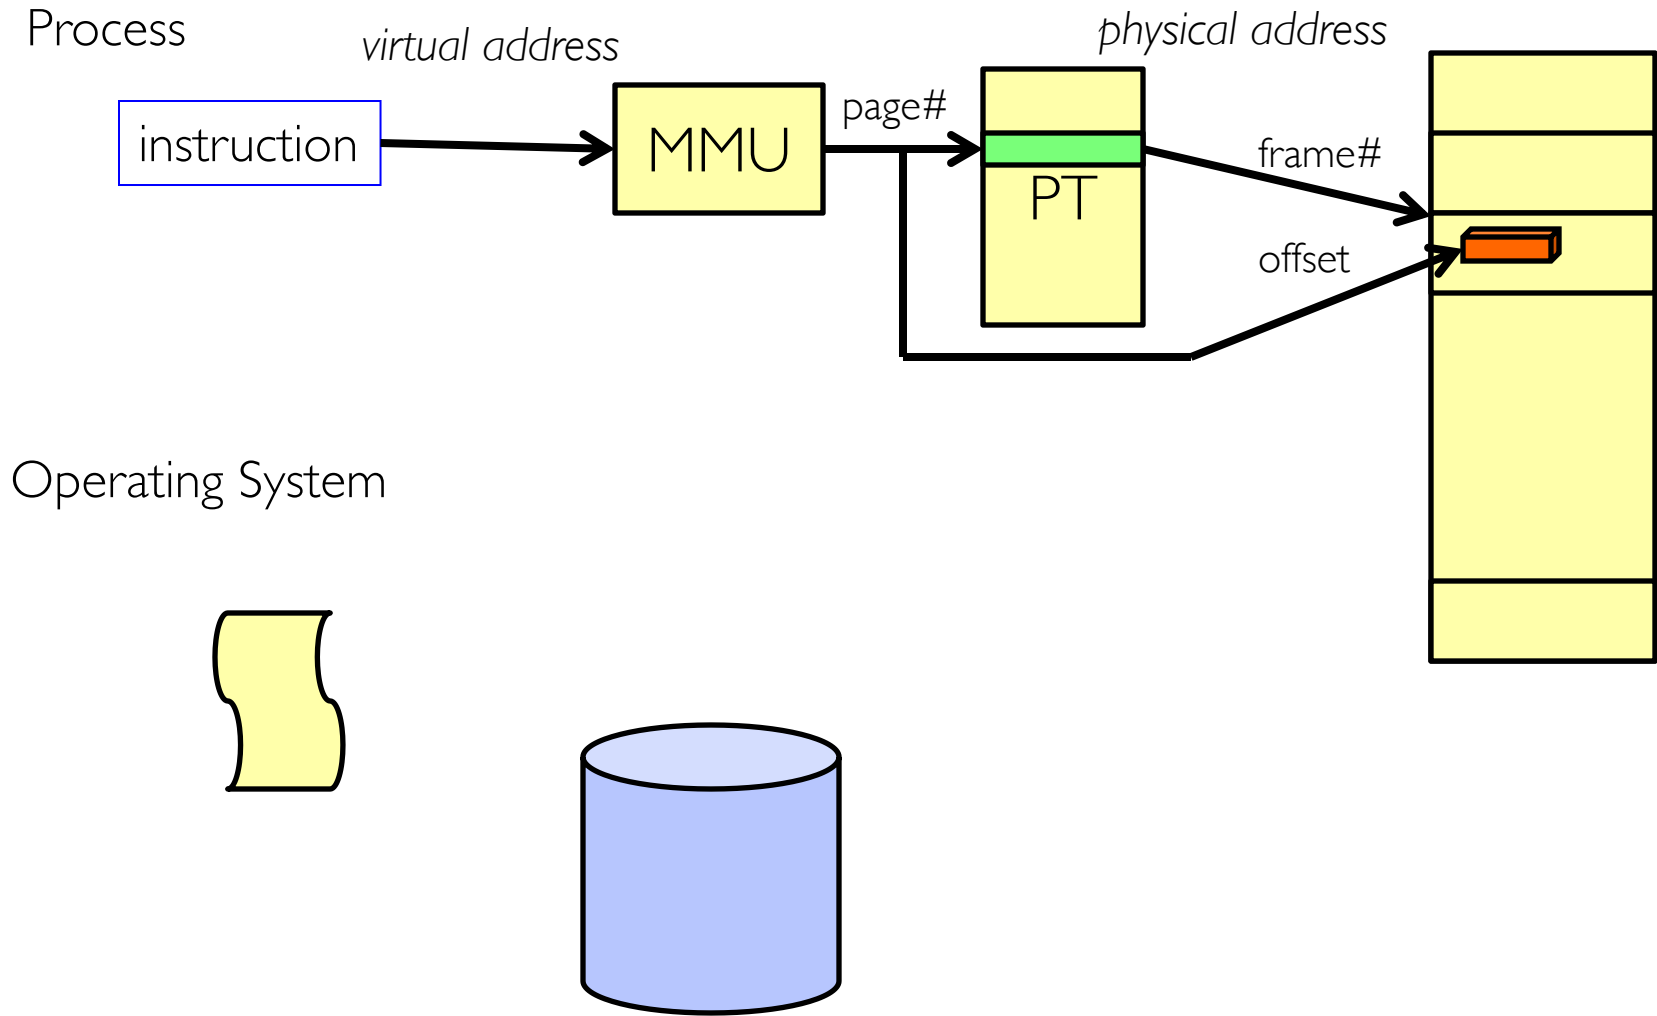 Process
virtual address
physical address
instruction
MMU
page#
PT
frame#
offset
Operating System